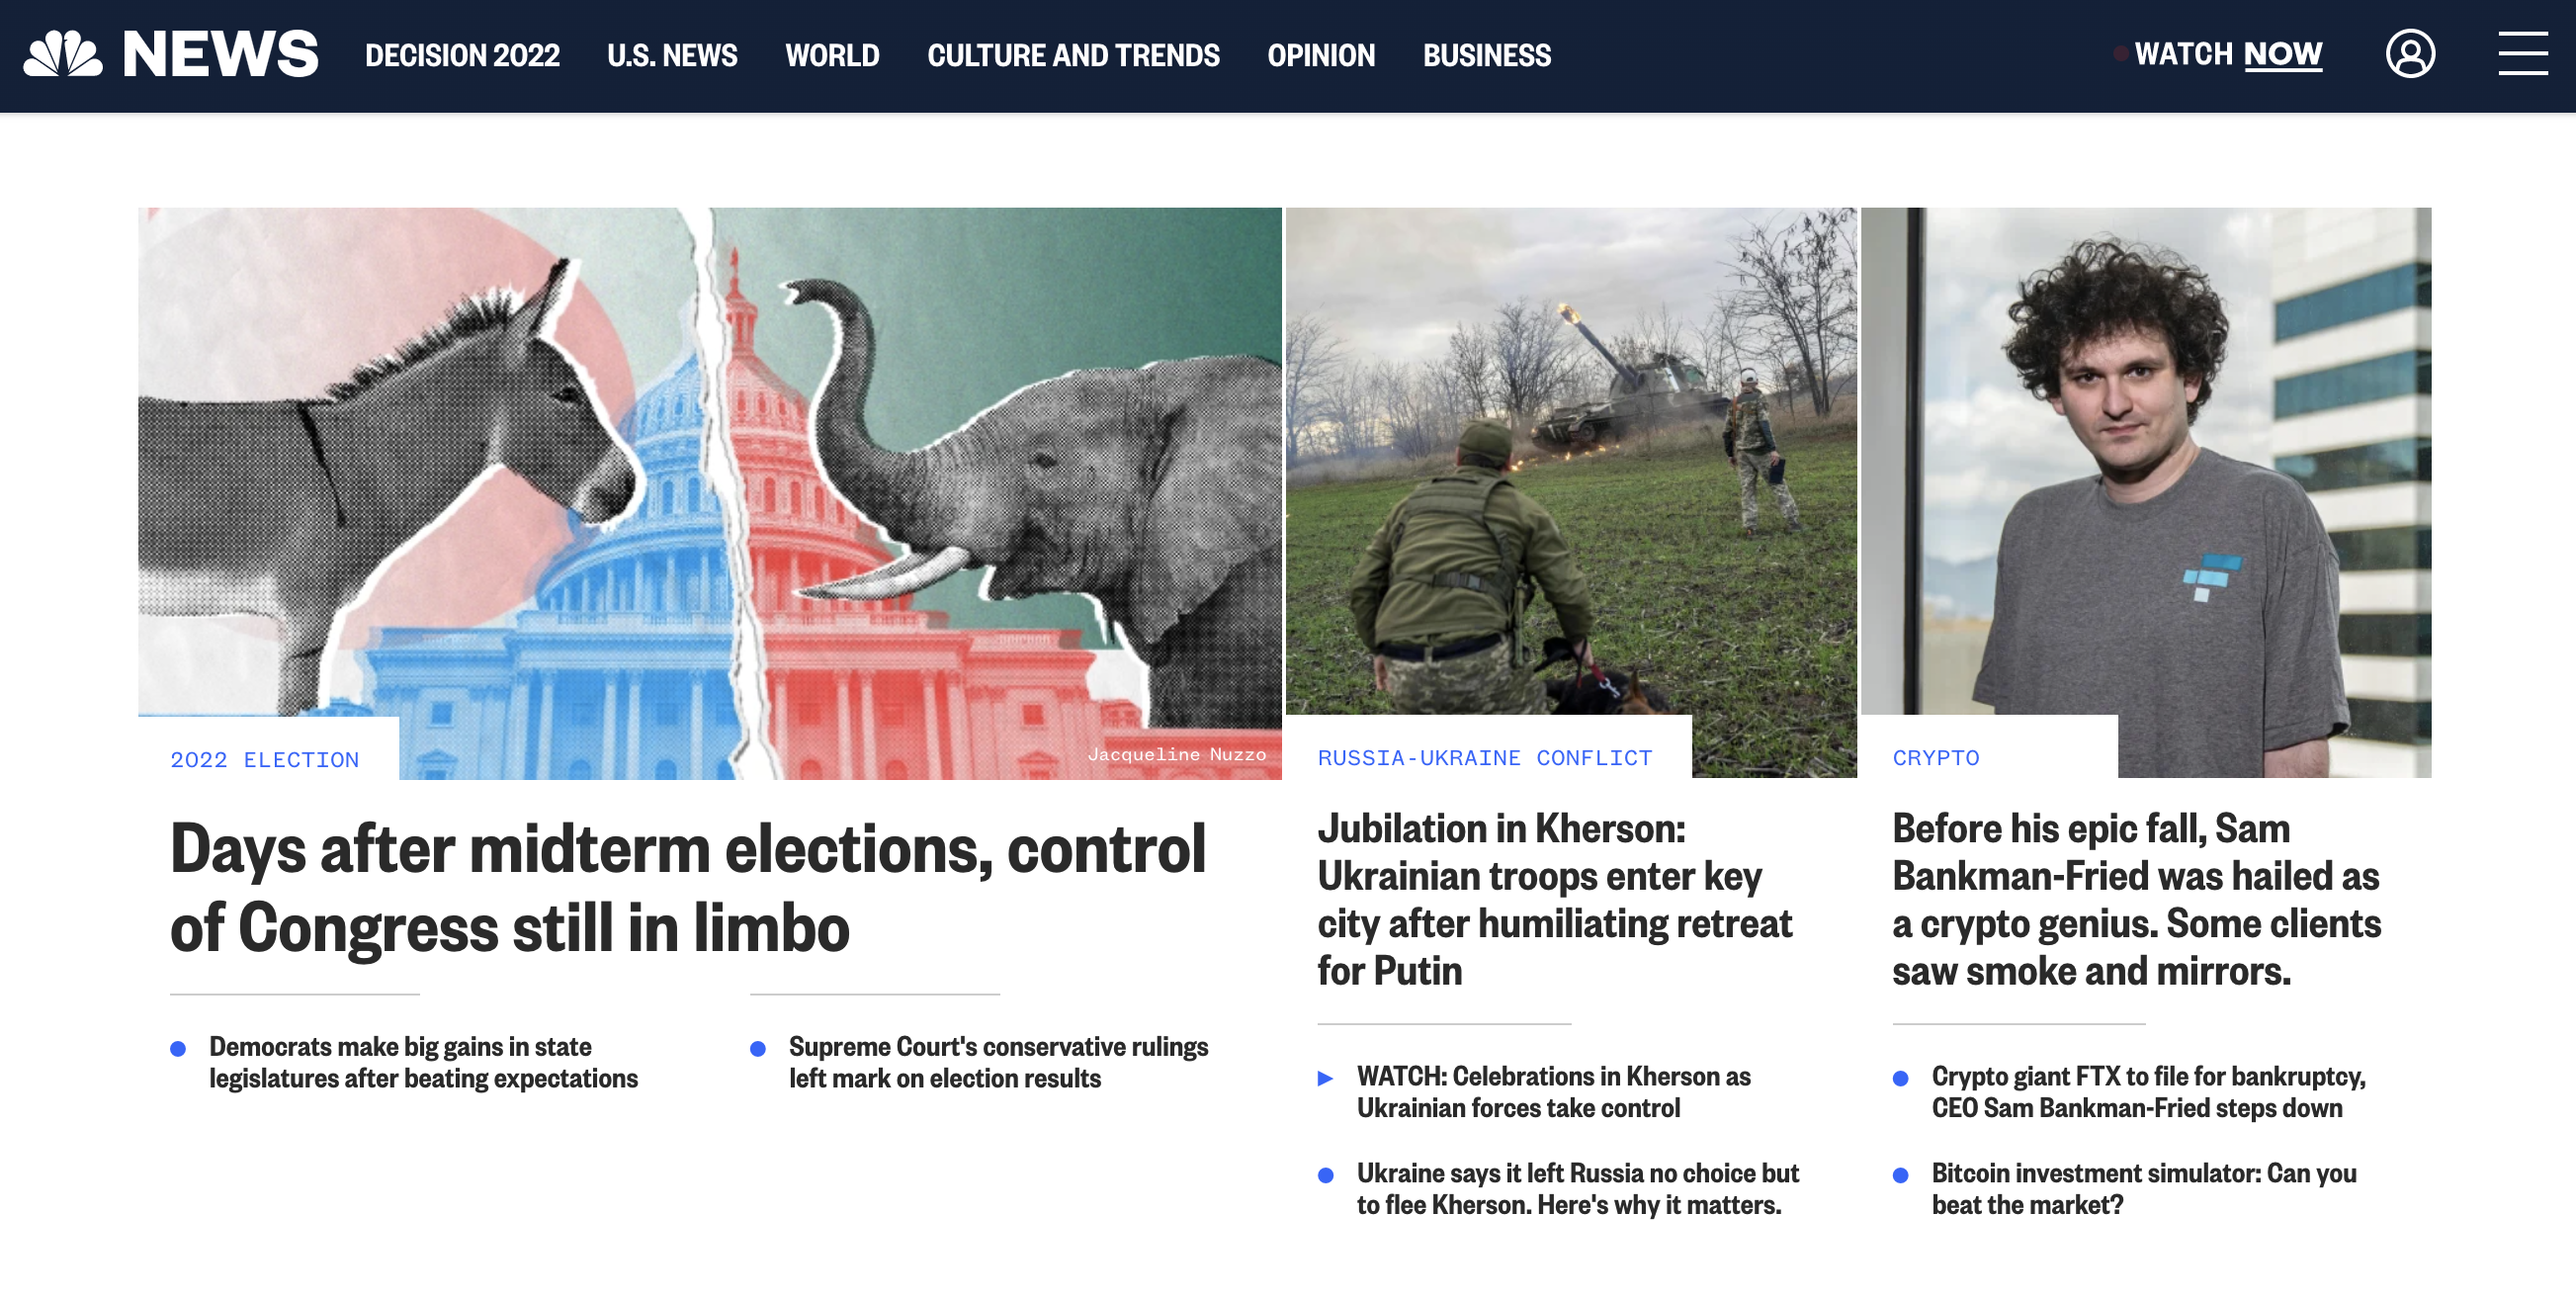 NEWS
DECISION 2022
U.S. NEWS
WORLD
CULTURE AND TRENDS
OPINION
BUSINESS
WATCH NOW
Jacqueline Nuzzo
2022 ELECTION
Days after midterm elections, control
of Congress still in limbo
Democrats make big gains in state
legislatures after beating expectations
Supreme Court's conservative rulings
left mark on election results
RUSSIA-UKRAINE CONFLICT
Jubilation in Kherson:
Ukrainian troops enter key
city after humiliating retreat
for Putin
WATCH: Celebrations in Kherson as
Ukrainian forces take control
Ukraine says it left Russia no choice but
to flee Kherson. Here's why it matters.
CRYPTO
Before his epic fall, Sam
Bankman-Fried was hailed as
a crypto genius. Some clients
saw smoke and mirrors.
Crypto giant FTX to file for bankruptcy,
CEO Sam Bankman-Fried steps down
Bitcoin investment simulator: Can you
beat the market?